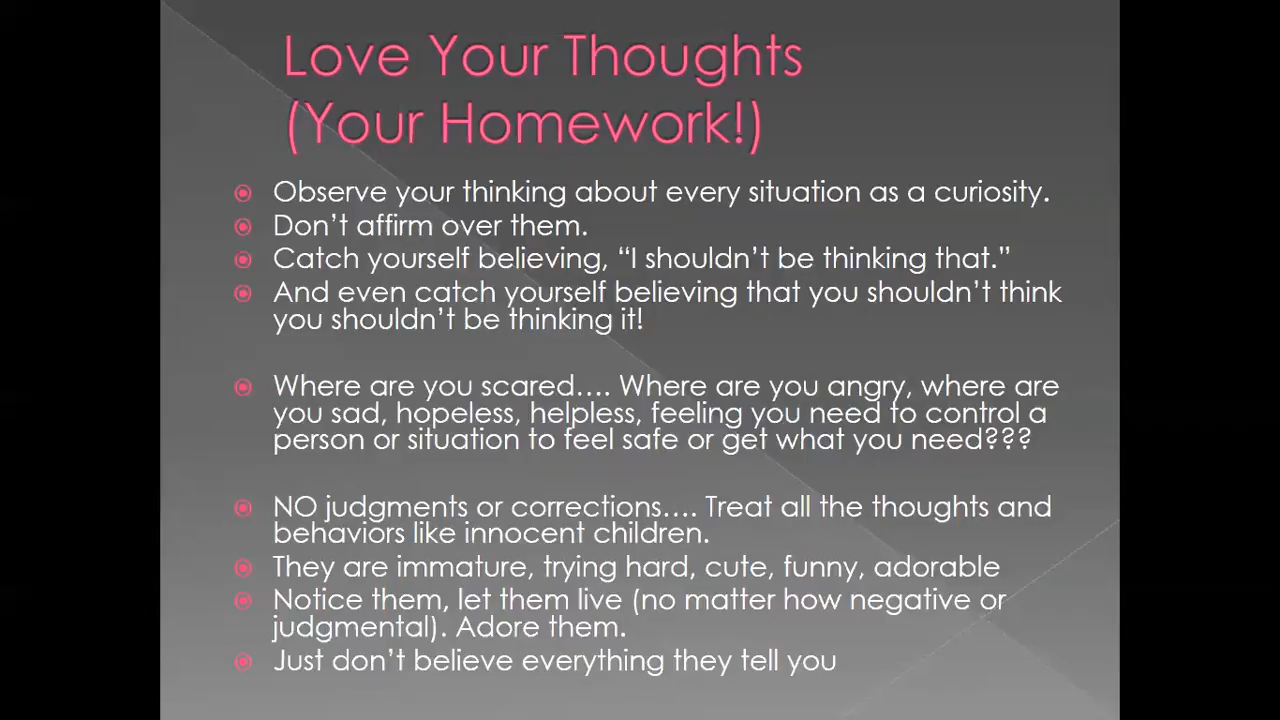 Love Your Thoughts
(Your Homework!)
Observe your thinking about every situation as a curiosity.
Don’t affirm over them.
Catch yourself believing, “I shouldn’t be thinking that.”
And even catch yourself believing that you shouldn’t think
you shouldn’t be thinking it!
Where are you scared…. Where are you angry, where are
you sad, hopeless, helpless, feeling you need to control a
person or situation to feel safe or get what you need???
NO judgments or corrections…. Treat all the thoughts and
behaviors like innocent children.
They are immature, trying hard, cute, funny, adorable
Notice them, let them live (no matter how negative or
judgmental). Adore them.
Just don’t believe everything they tell you